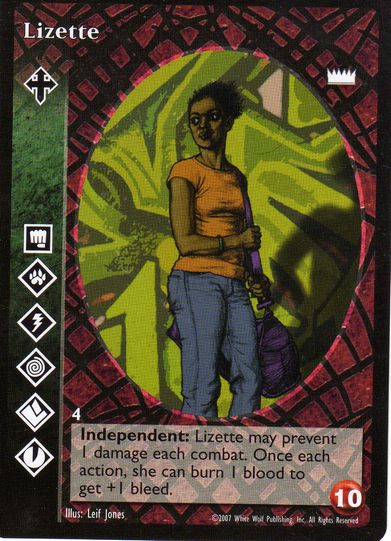 Lizette
4
Independent: Lizette may prevent
1 damage each combat. Once each
action, she can burn 1 blood to
get +1 bleed.
10
Illus: Leif Jones
©2007 White Wolf Publishing, Inc. All Rights Reserved